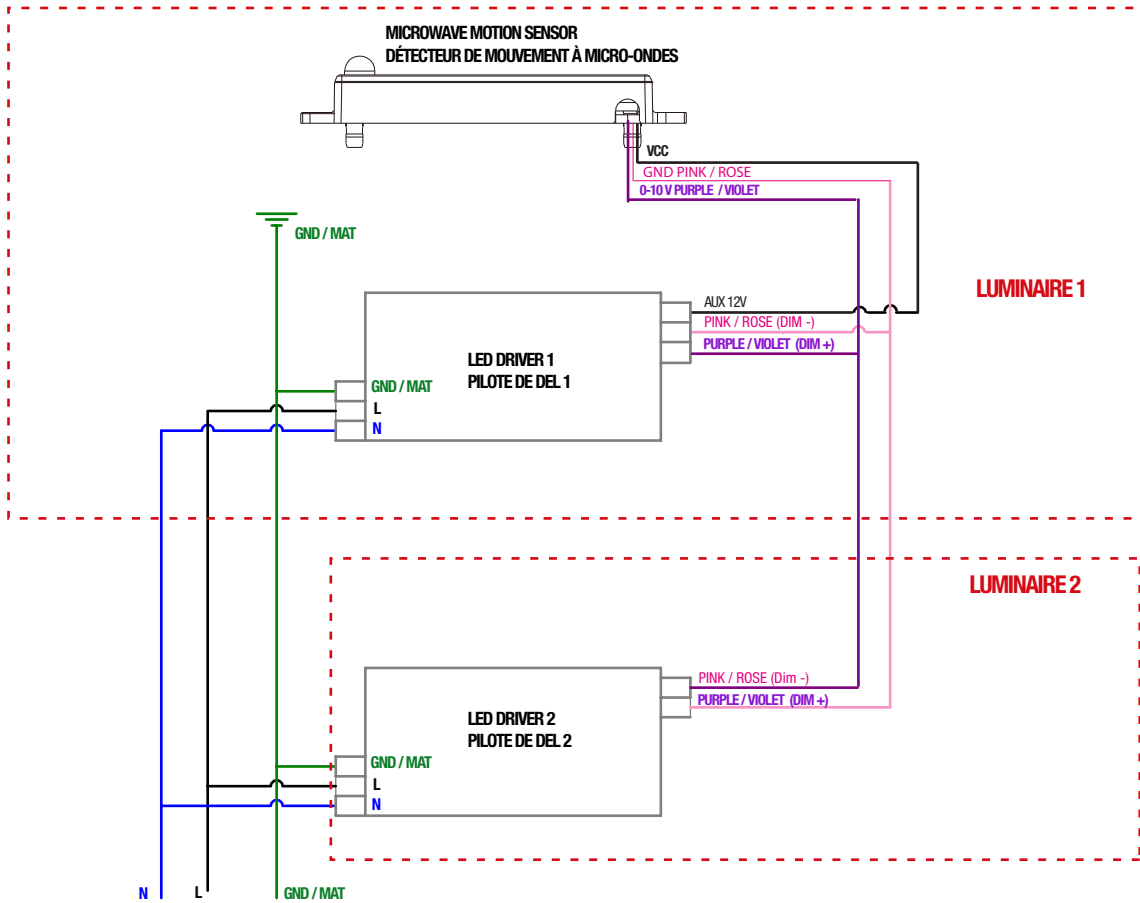 MICROWAVE MOTION SENSOR
DÉTECTEUR DE MOUVEMENT À MICRO-ONDES
VCC
GND PINK / ROSE
0-10 V PURPLE / VIOLET
GND / MAT
LUMINAIRE 1
AUX 12V
PINK / ROSE (DIM -)
PURPLE / VIOLET (DIM +)
LED DRIVER 1
PILOTE DE DEL 1
GND / MAT
L
N
LUMINAIRE 2
PINK / ROSE (Dim -)
PURPLE / VIOLET (DIM +)
LED DRIVER 2
PILOTE DE DEL 2
GND / MAT
L
N
N
L
GND / MAT